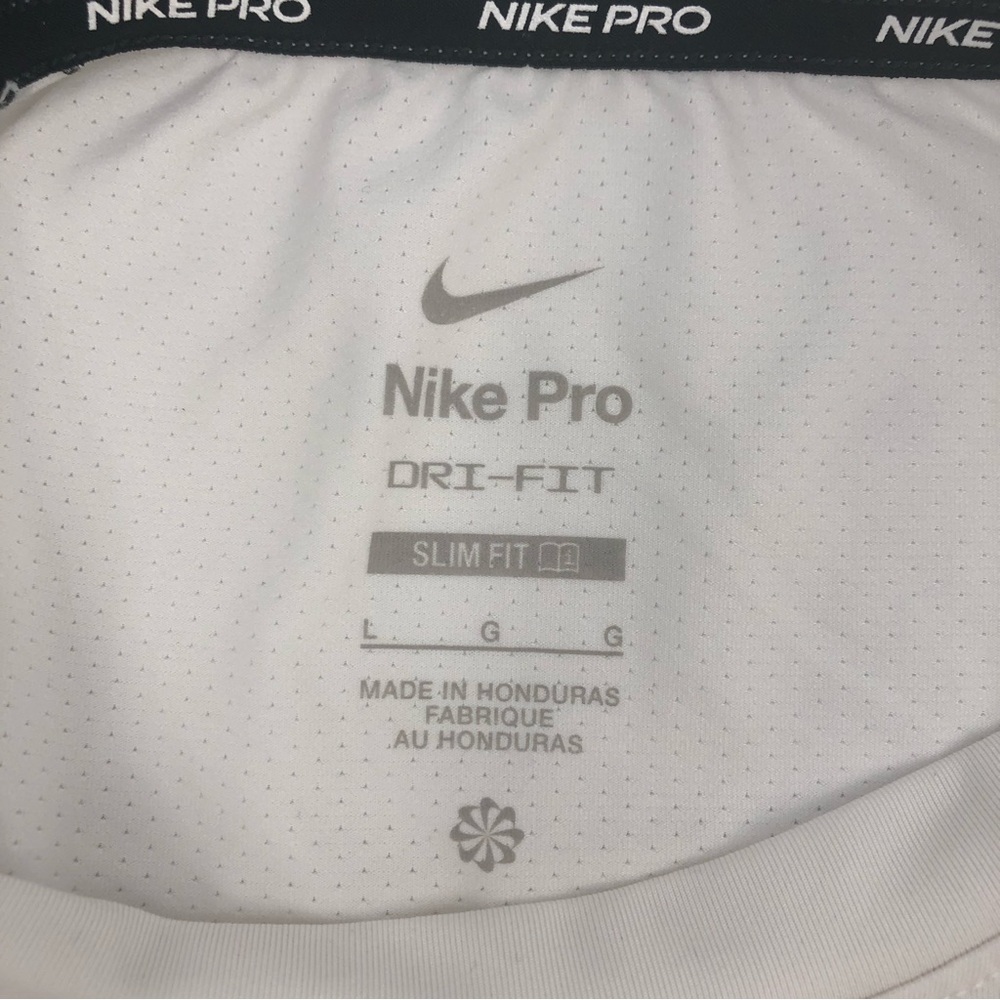 NIKE PRO NIKE PRO NIKE
Nike Pro
DRI-FIT
SLIM FIT
L G G
MADE IN HONDURAS
FABRIQUE
AU HONDURAS